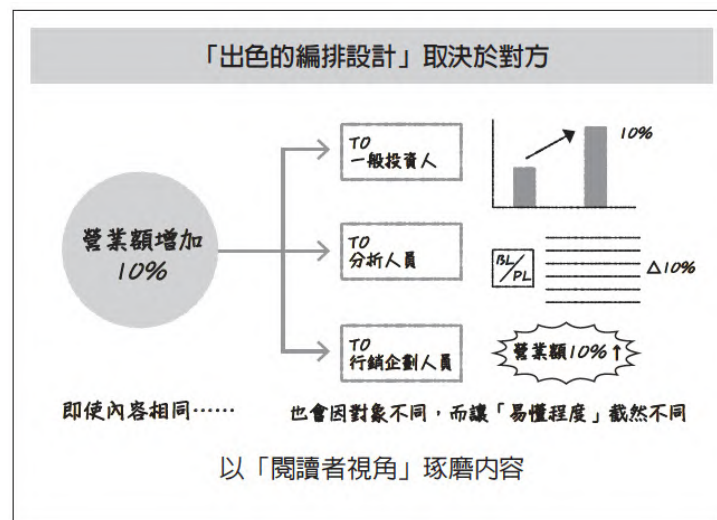 「出色的編排設計」取決於對方
營業額增加
10%
TO
一般投資人
10%
TO
分析人員
BL/PL
△10%
TO
行銷企劃人員
營業額10%↑
即使內容相同……
也會因對象不同，而讓「易懂程度」截然不同
以「閱讀者視角」琢磨內容